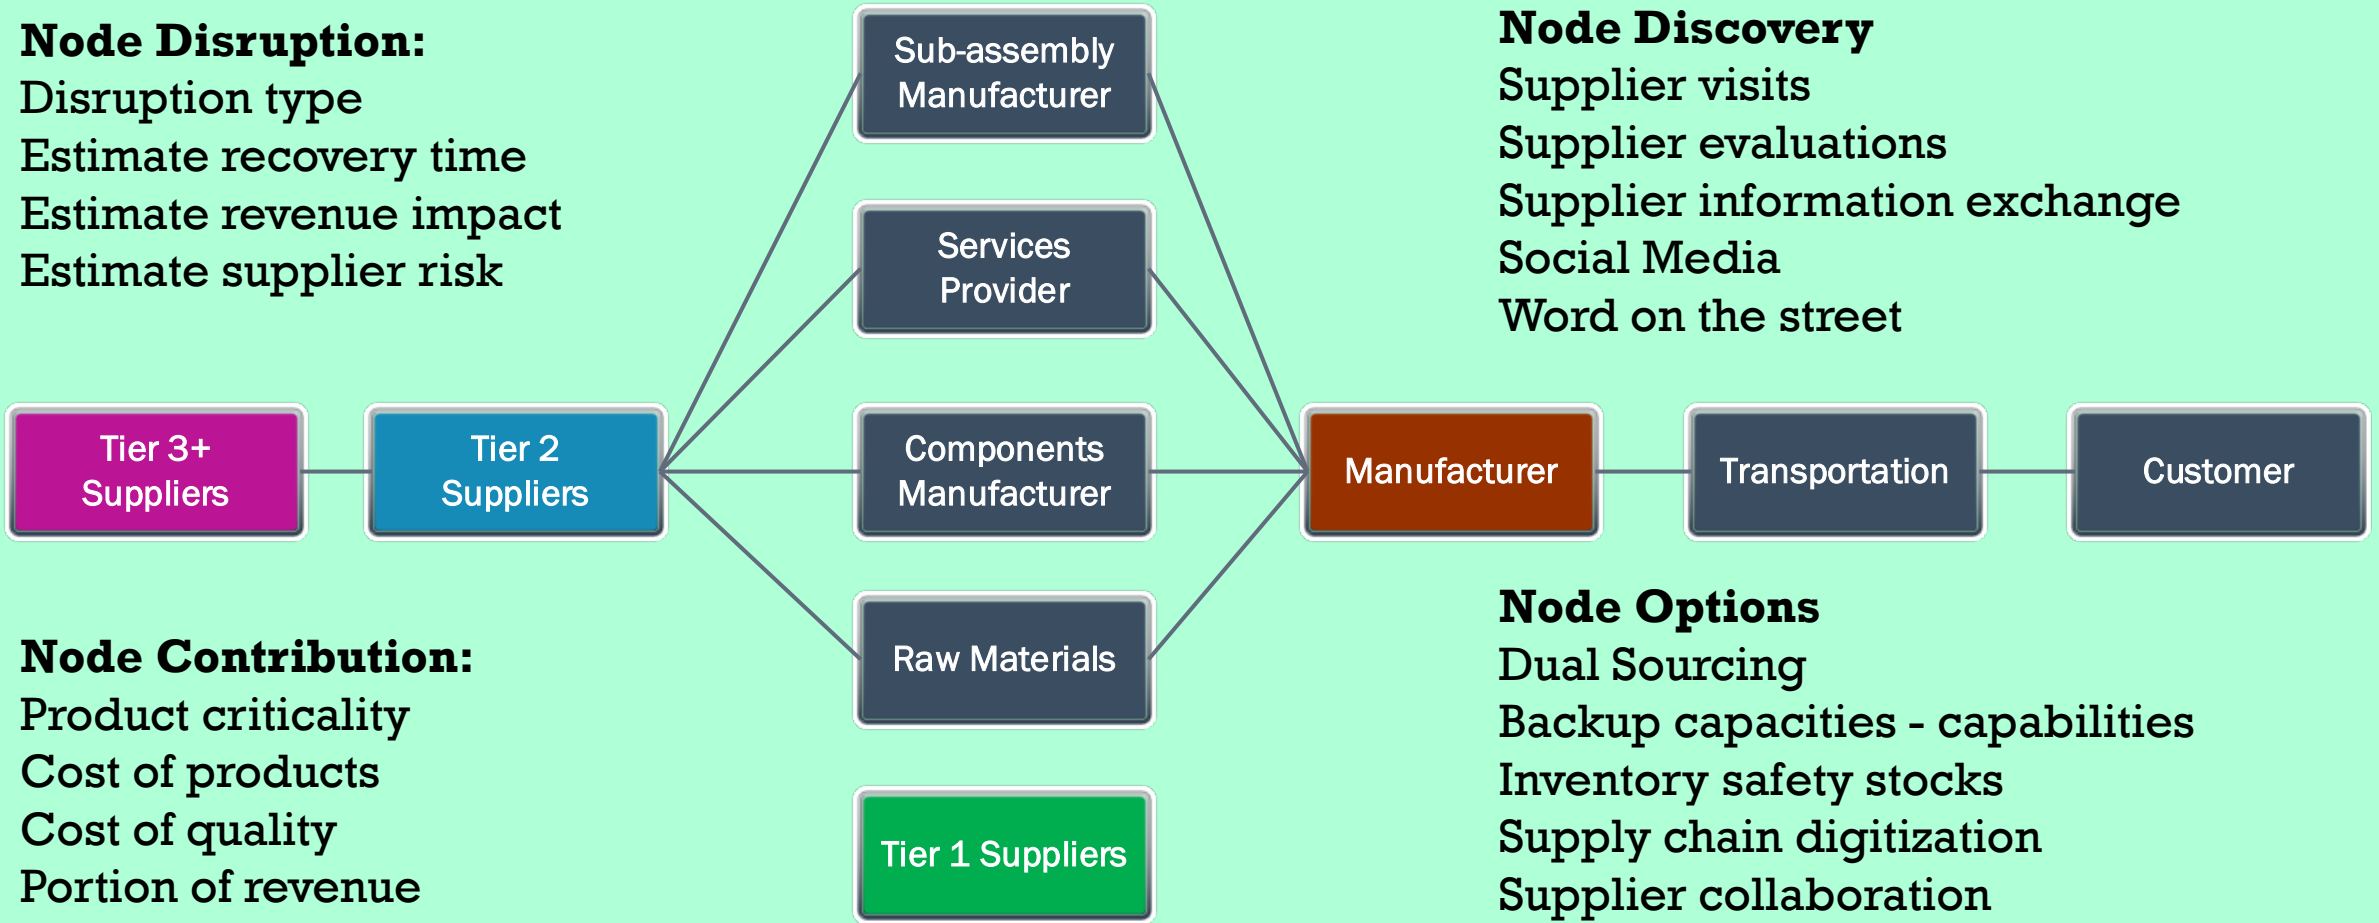 Node Disruption:
Disruption type
Estimate recovery time
Estimate revenue impact
Estimate supplier risk
Sub-assembly
Manufacturer
Services
Provider
Node Discovery
Supplier visits
Supplier evaluations
Supplier information exchange
Social Media
Word on the street
Tier 3+
Suppliers
Tier 2
Suppliers
Components
Manufacturer
Manufacturer
Transportation
Customer
Node Contribution:
Product criticality
Cost of products
Cost of quality
Portion of revenue
Raw Materials
Tier 1 Suppliers
Node Options
Dual Sourcing
Backup capacities - capabilities
Inventory safety stocks
Supply chain digitization
Supplier collaboration